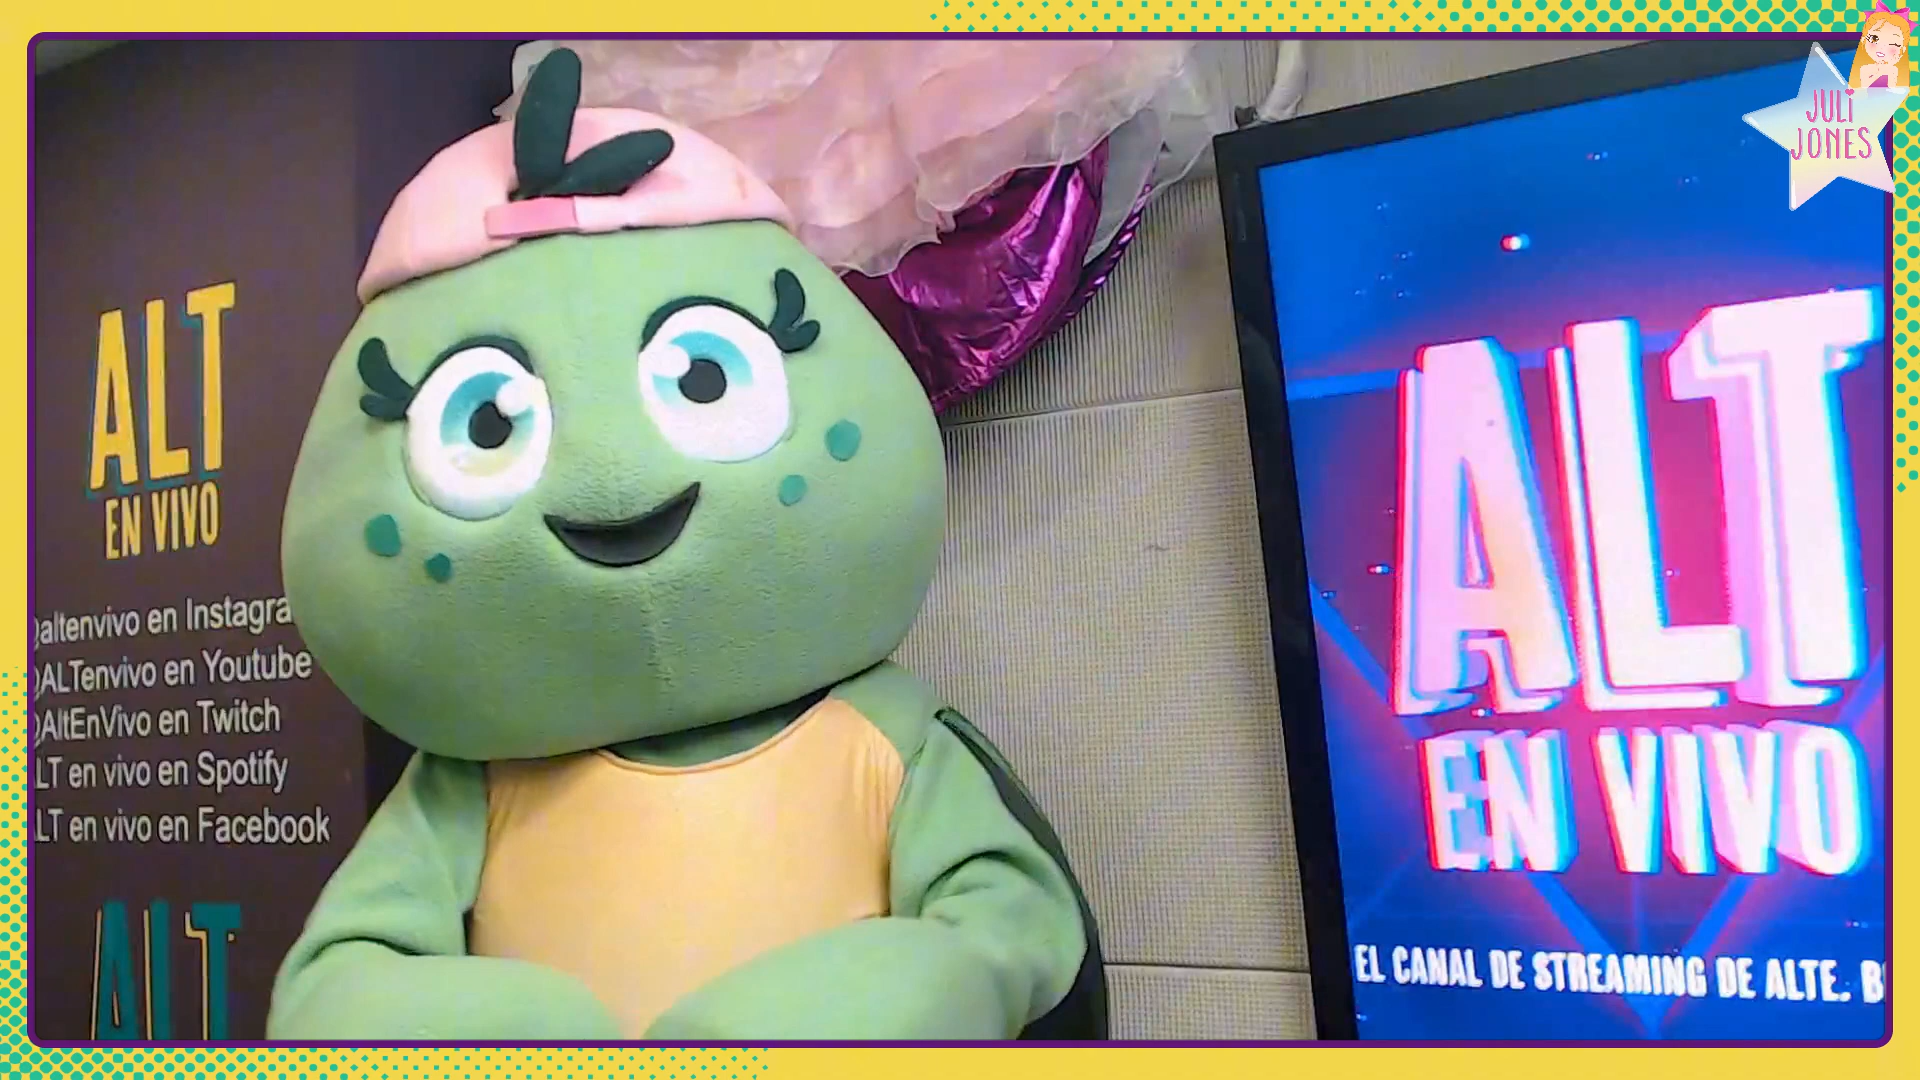 ALT
EN VIVO
@altenvivo en Instagra
@ALTenvivo en Youtube
@AltEnVivo en Twitch
LT en vivo en Spotify
LT en vivo en Facebook
ALT
ALT
EN VIVO
EL CANAL DE STREAMING DE ALTE. B
JULI
JONES